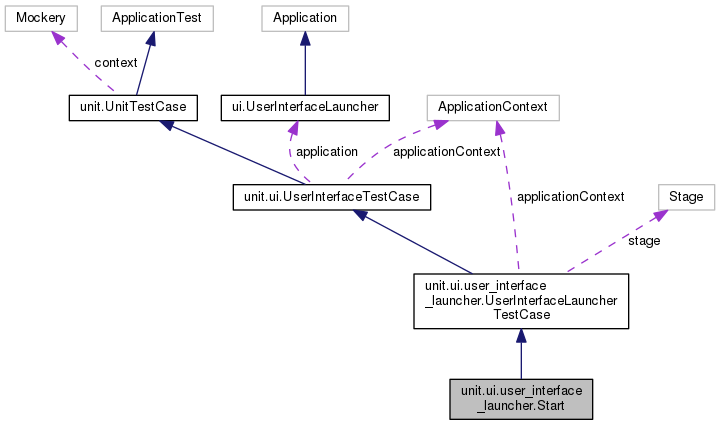 Mockery
ApplicationTest
Application
context
unit.UnitTestCase
ui.UserInterfaceLauncher
ApplicationContext
application
applicationContext
unit.ui.UserInterfaceTestCase
applicationContext
Stage
stage
unit.ui.user_interface
_launcher.UserInterfaceLauncher
TestCase
unit.ui.user_interface
_launcher.Start